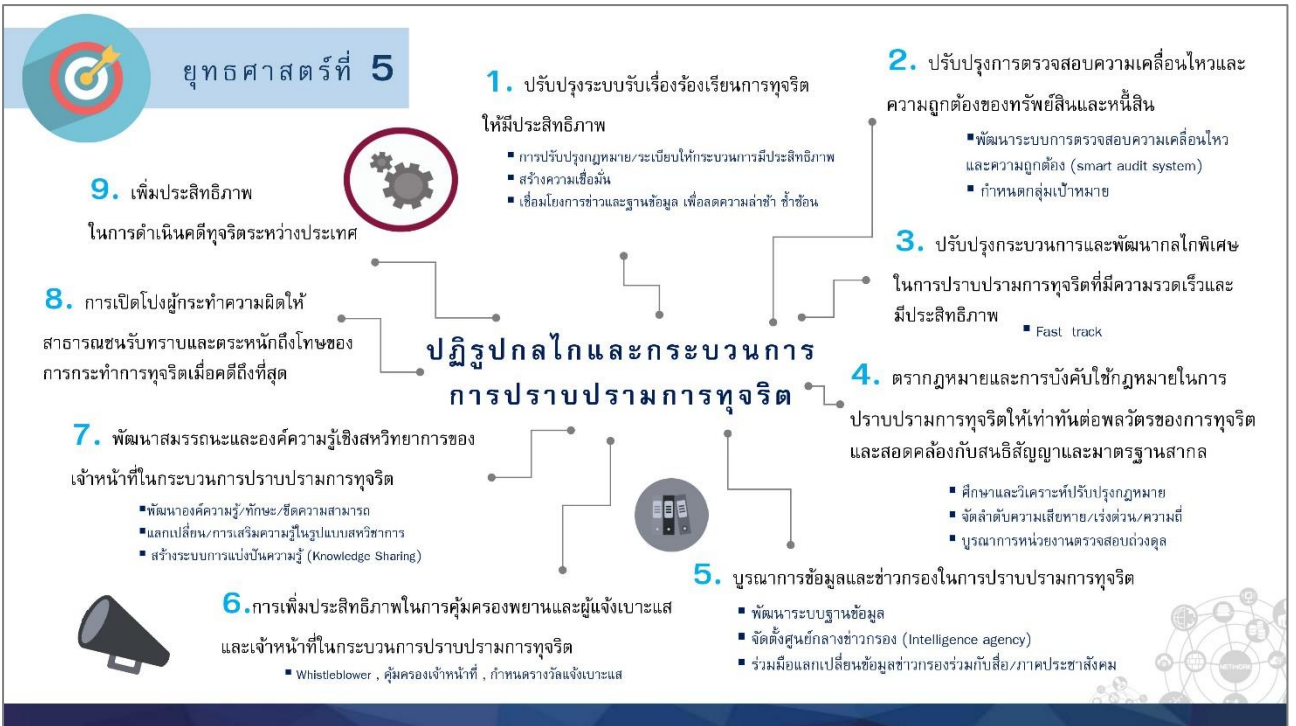 ยุทธศาสตร์ที่ 5
1. ปรับปรุงระบบรับเรื่องร้องเรียนการทุจริต
ให้มีประสิทธิภาพ
▪ การปรับปรุงกฎหมาย/ระเบียบให้กระบวนการมีประสิทธิภาพ
▪ สร้างความเชื่อมั่น
▪ เชื่อมโยงการข่าวและฐานข้อมูล เพื่อลดความล่าช้า ซ้ำซ้อน
2. ปรับปรุงการตรวจสอบความเคลื่อนไหวและ
ความถูกต้องของทรัพย์สินและหนี้สิน
▪พัฒนาระบบการตรวจสอบความเคลื่อนไหว
และความถูกต้อง (smart audit system)
▪ กำหนดกลุ่มเป้าหมาย
3. ปรับปรุงกระบวนการและพัฒนากลไกพิเศษ
ในการปราบปรามการทุจริตที่มีความรวดเร็วและ
มีประสิทธิภาพ
▪ Fast track
ปฏิรูปกลไกและกระบวนการ
การปราบปรามการทุจริต
4. ตรากฎหมายและการบังคับใช้กฎหมายในการ
ปราบปรามการทุจริตให้เท่าทันต่อพลวัตรของการทุจริต
และสอดคล้องกับสนธิสัญญาและมาตรฐานสากล
▪ ศึกษาและวิเคราะห์ปรับปรุงกฎหมาย
▪ จัดลำดับความเสียหาย/เร่งด่วน/ความถี่
▪ บูรณาการหน่วยงานตรวจสอบถ่วงดุล
5. บูรณาการข้อมูลและข่าวกรองในการปราบปรามการทุจริต
▪ พัฒนาระบบฐานข้อมูล
▪ จัดตั้งศูนย์กลางข่าวกรอง (Intelligence agency)
▪ ร่วมมือแลกเปลี่ยนข้อมูลข่าวกรองร่วมกับสื่อ/ภาคประชาสังคม
6.การเพิ่มประสิทธิภาพในการคุ้มครองพยานและผู้แจ้งเบาะแส
และเจ้าหน้าที่ในกระบวนการปราบปรามการทุจริต
▪ Whistleblower , คุ้มครองเจ้าหน้าที่ , กำหนดรางวัลแจ้งเบาะแส
7. พัฒนาสมรรถนะและองค์ความรู้เชิงสหวิทยาการของ
เจ้าหน้าที่ในกระบวนการปราบปรามการทุจริต
▪พัฒนาองค์ความรู้/ทักษะ/ขีดความสามารถ
▪แลกเปลี่ยน/การเสริมความรู้ในรูปแบบสหวิชาการ
▪ สร้างระบบการแบ่งปันความรู้ (Knowledge Sharing)
8. การเปิดโปงผู้กระทำความผิดให้
สาธารณชนรับทราบและตระหนักถึงโทษของ
การกระทำการทุจริตเมื่อคดีถึงที่สุด
9. เพิ่มประสิทธิภาพ
ในการดำเนินคดีทุจริตระหว่างประเทศ
NETWORK